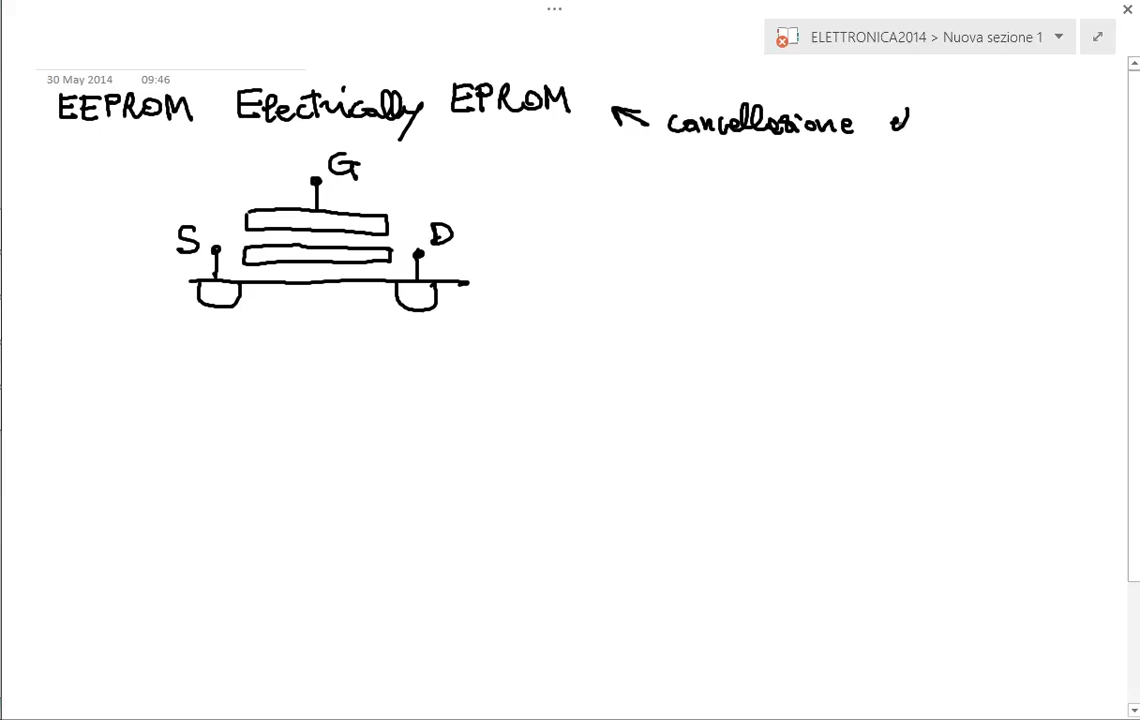 ELETTRONICA2014 > Nuova sezione 1
30 May 2014 09:46
EEPROM Electrically EPROM ← cancellazione
G
S D